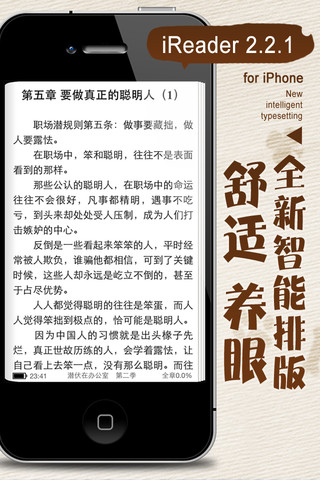 iReader 2.2.1
for iPhone
New
intelligent
typesetting
全新智能排版
舒适 养眼
第五章 要做真正的聪明人（1）
职场潜规则第五条：做事要藏拙，做
人要露怯。
在职场中，笨和聪明，往往不是表面
看到的那样。
那些公认的聪明人，在职场中的命运
往往不会很好，凡事都精明，遇事不吃
亏，到头来却处处受人压制，成为人们打
击嫉妒的中心。
反倒是一些看起来笨笨的人，平时经
常被人欺负，谁骗他都相信，可到了关键
时候，这些人却永远是屹立不倒的，甚至
于占尽优势。
人人都觉得聪明的往往是笨蛋，而人
人觉得笨拙到极点的，恰可能是聪明人。
因为中国人的习惯就是出头椽子先
烂，真正世故历练的人，会学着露怯，让
自己看上去笨一点，没有那么聪明。而往
23:41 潜伏在办公室 第二季 全章0.0%